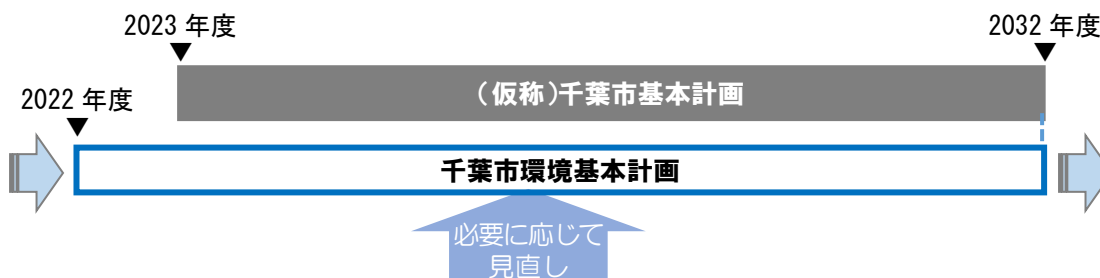 2023 年度
2032 年度
(仮称)千葉市基本計画
2022 年度
千葉市環境基本計画
必要に応じて
見直し